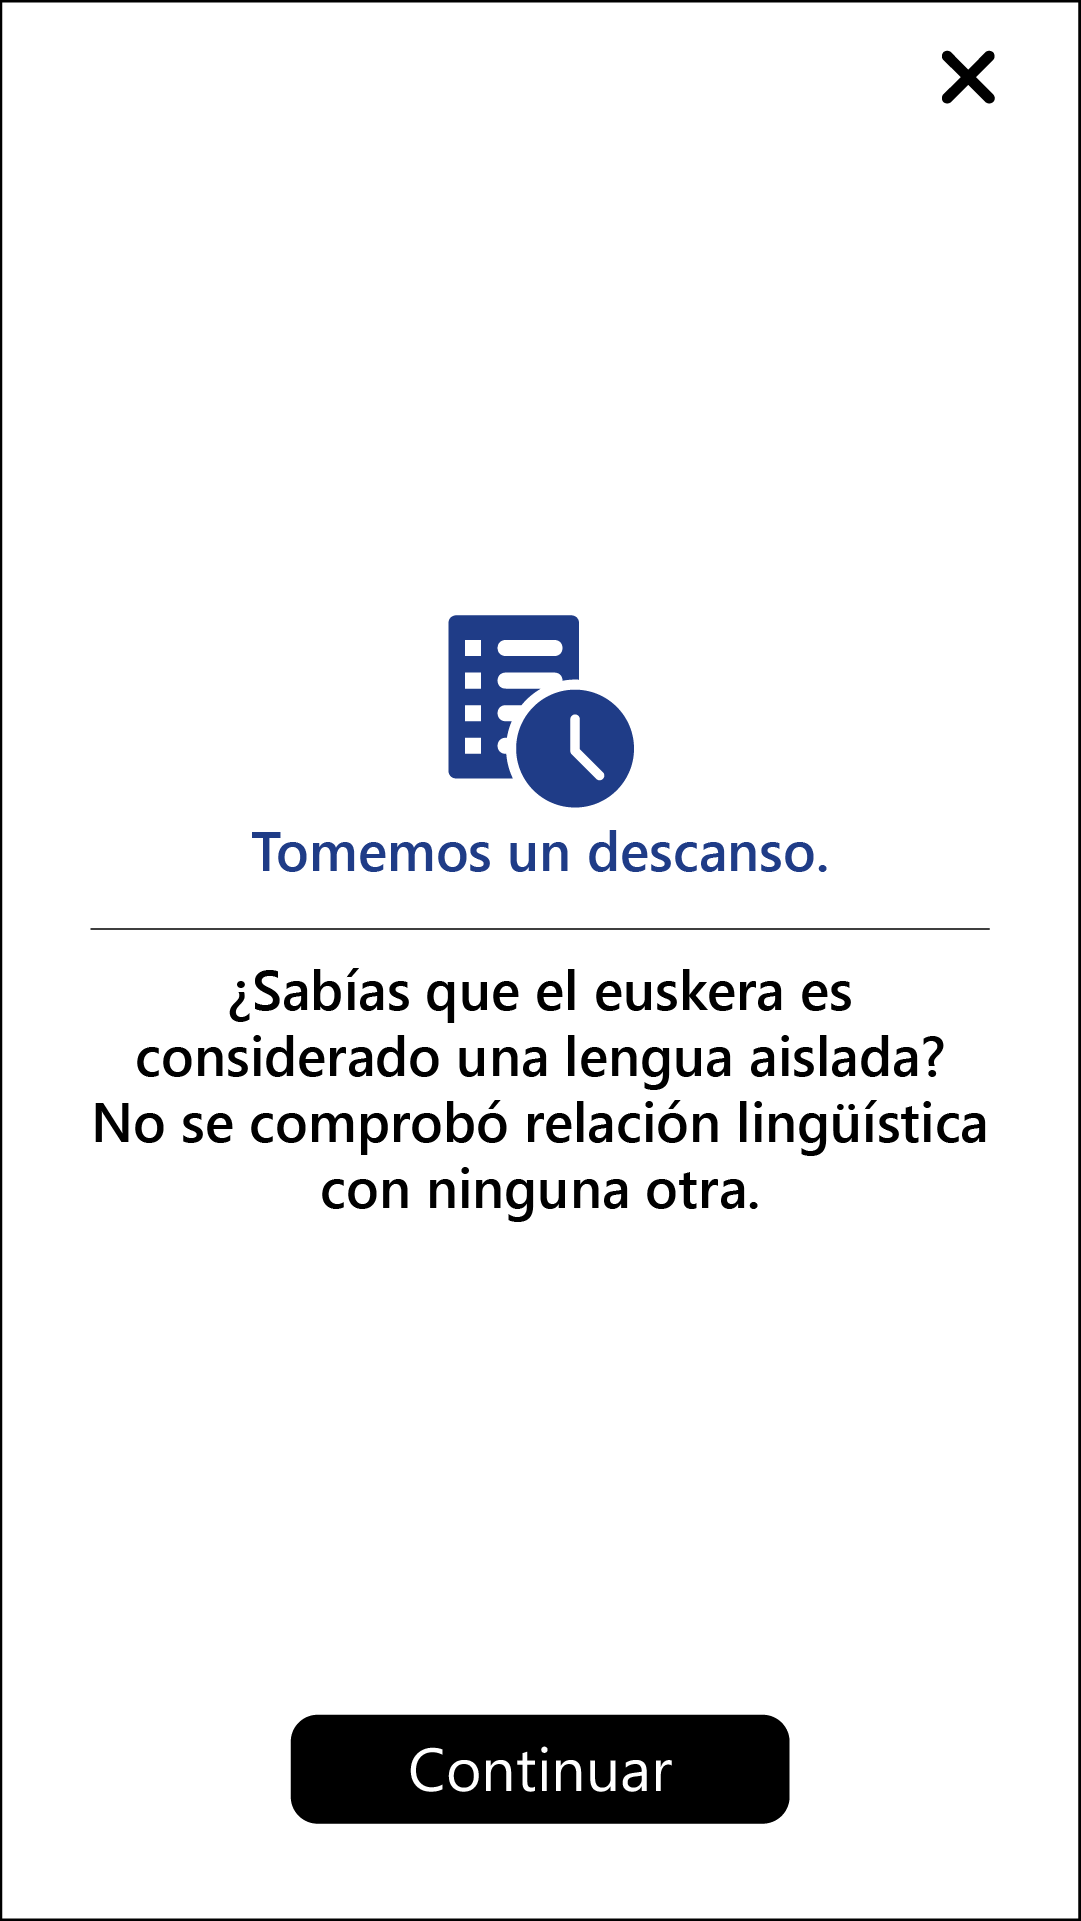 Tomemos un descanso.
¿Sabías que el euskera es
considerado una lengua aislada?
No se comprobó relación lingüística
con ninguna otra.
Continuar